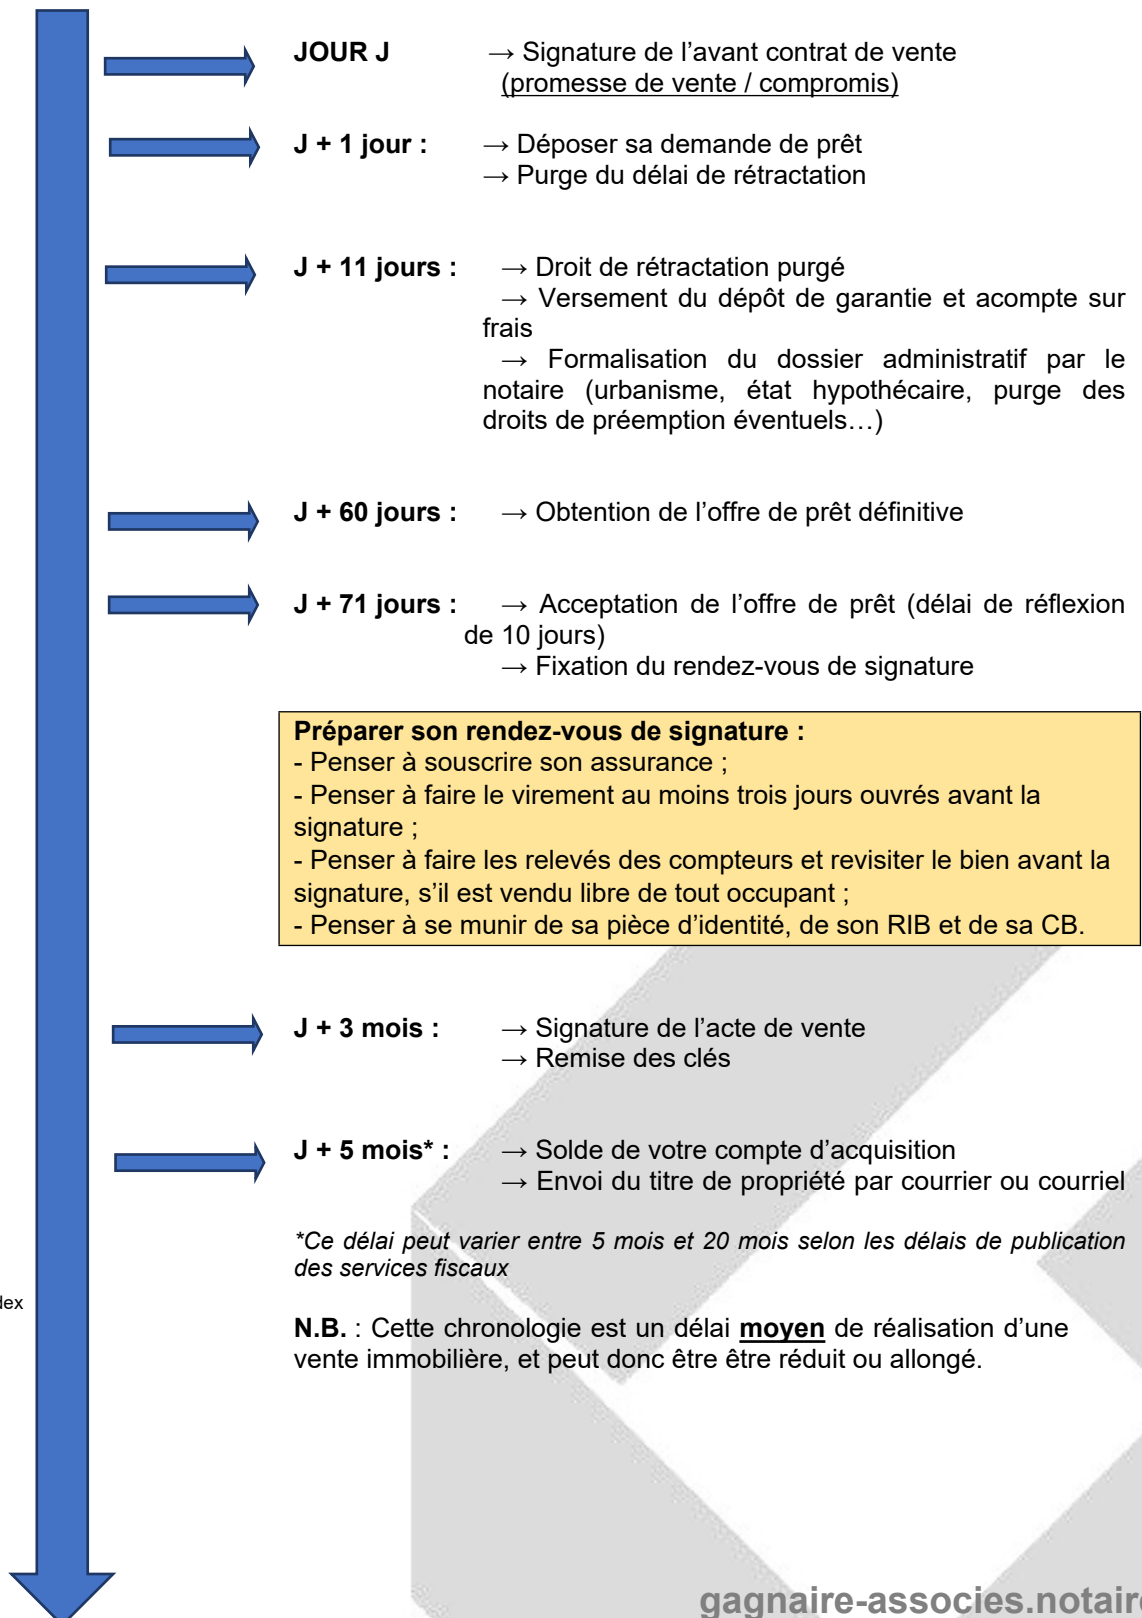 JOUR J → Signature de l’avant contrat de vente
(promesse de vente / compromis)
J + 1 jour : → Déposer sa demande de prêt
→ Purge du délai de rétractation
J + 11 jours : → Droit de rétractation purgé
→ Versement du dépôt de garantie et acompte sur
frais
→ Formalisation du dossier administratif par le
notaire (urbanisme, état hypothécaire, purge des
droits de préemption éventuels…)
J + 60 jours : → Obtention de l’offre de prêt définitive
J + 71 jours : → Acceptation de l’offre de prêt (délai de réflexion
de 10 jours)
→ Fixation du rendez-vous de signature
Préparer son rendez-vous de signature :
- Penser à souscrire son assurance ;
- Penser à faire le virement au moins trois jours ouvrés avant la
signature ;
- Penser à faire les relevés des compteurs et revisiter le bien avant la
signature, s’il est vendu libre de tout occupant ;
- Penser à se munir de sa pièce d’identité, de son RIB et de sa CB.
J + 3 mois : → Signature de l’acte de vente
→ Remise des clés
J + 5 mois* : → Solde de votre compte d’acquisition
→ Envoi du titre de propriété par courrier ou courriel
*Ce délai peut varier entre 5 mois et 20 mois selon les délais de publication
des services fiscaux
dex
N.B. : Cette chronologie est un délai moyen de réalisation d’une
vente immobilière, et peut donc être être réduit ou allongé.
gagnaire-associes.notaire